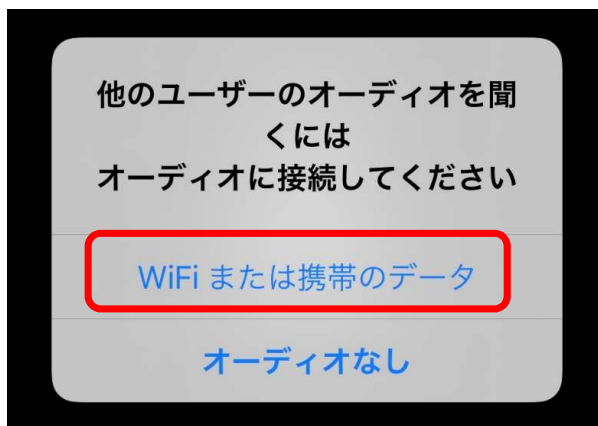 他のユーザーのオーディオを聞
くには
オーディオに接続してください
WiFi または携帯のデータ
オーディオなし